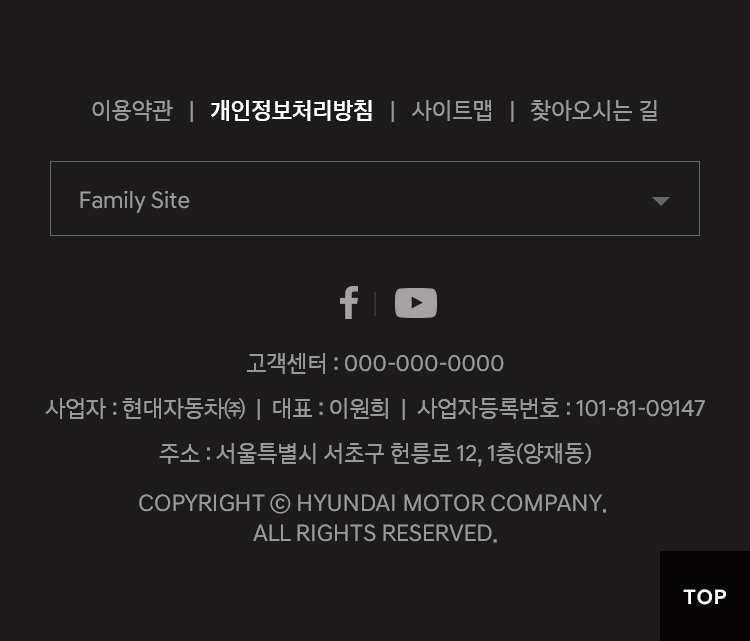 이용약관 | 개인정보처리방침 | 사이트맵 | 찾아오시는 길
Family Site
고객센터 : 000-000-0000
사업자 : 현대자동차㈜ | 대표 : 이원희 | 사업자등록번호 : 101-81-09147
주소 : 서울특별시 서초구 헌릉로 12, 1층(양재동)
COPYRIGHT ⓒ HYUNDAI MOTOR COMPANY.
ALL RIGHTS RESERVED.
TOP